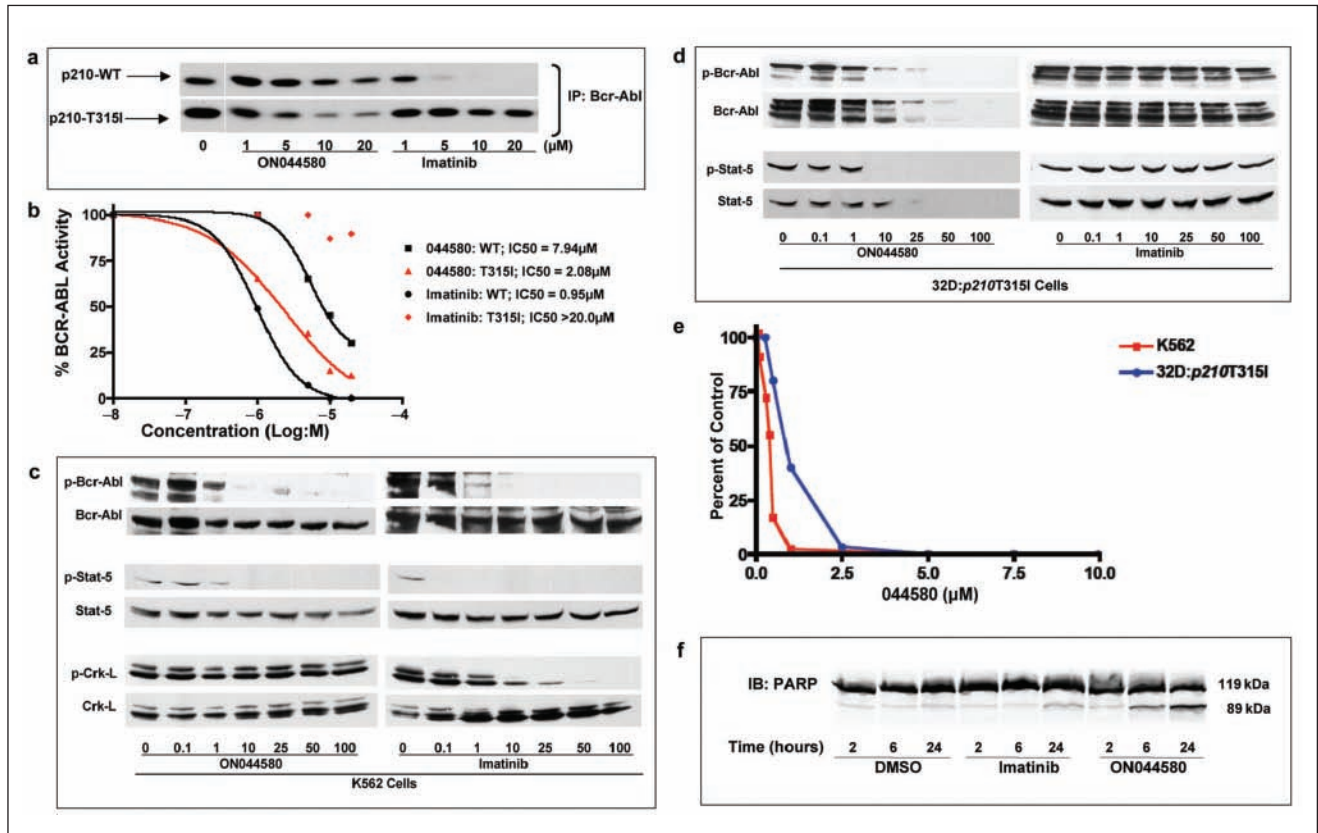 a
p210-WT
p210-T315I
IP: Bcr-Abl
0 1 5 10 20 1 5 10 20 (µM)
ON044580 Imatinib
b
% BCR-ABL Activity
100
75
50
25
0
–8 –7 –6 –5 –4
Concentration (Log:M)
044580: WT; IC50 = 7.94µM
044580: T315I; IC50 = 2.08µM
Imatinib: WT; IC50 = 0.95µM
Imatinib: T315I; IC50 >20.0µM
c
p-Bcr-Abl
Bcr-Abl
p-Stat-5
Stat-5
p-Crk-L
Crk-L
0 0.1 1 10 25 50 100 0 0.1 1 10 25 50 100
ON044580 Imatinib
K562 Cells
d
p-Bcr-Abl
Bcr-Abl
p-Stat-5
Stat-5
0 0.1 1 10 25 50 100 0 0.1 1 10 25 50 100
ON044580 Imatinib
32D:p210T315I Cells
e
Percent of Control
100
75
50
25
0
0.0 2.5 5.0 7.5 10.0
044580 (µM)
K562
32D:p210T315I
f
IB: PARP
119 kDa
89 kDa
Time (hours) 2 6 24 2 6 24 2 6 24
DMSO Imatinib ON044580